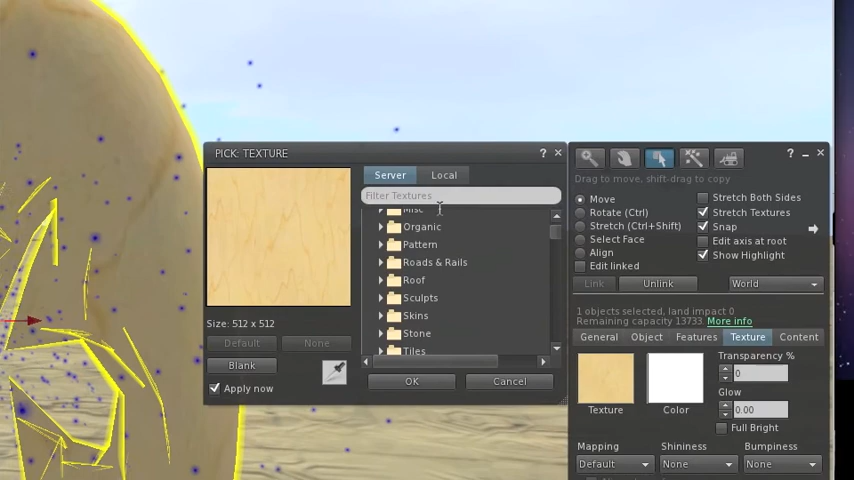 PICK: TEXTURE
?
Server
Local
Filter Textures
Misc
Organic
Pattern
Roads & Rails
Roof
Sculpts
Skins
Stone
Tiles
Size: 512 x 512
Default
None
Blank
Apply now
OK
Cancel
?
Drag to move, shift-drag to copy
Move
Rotate (Ctrl)
Stretch (Ctrl+Shift)
Select Face
Align
Edit linked
Stretch Both Sides
Stretch Textures
Snap
Edit axis at root
Show Highlight
Link
Unlink
World
1 objects selected, land impact 0
Remaining capacity 13733. More info
General
Object
Features
Texture
Content
Texture
Color
Transparency %
0
Glow
0.00
Full Bright
Mapping
Shininess
Bumpiness
Default
None
None